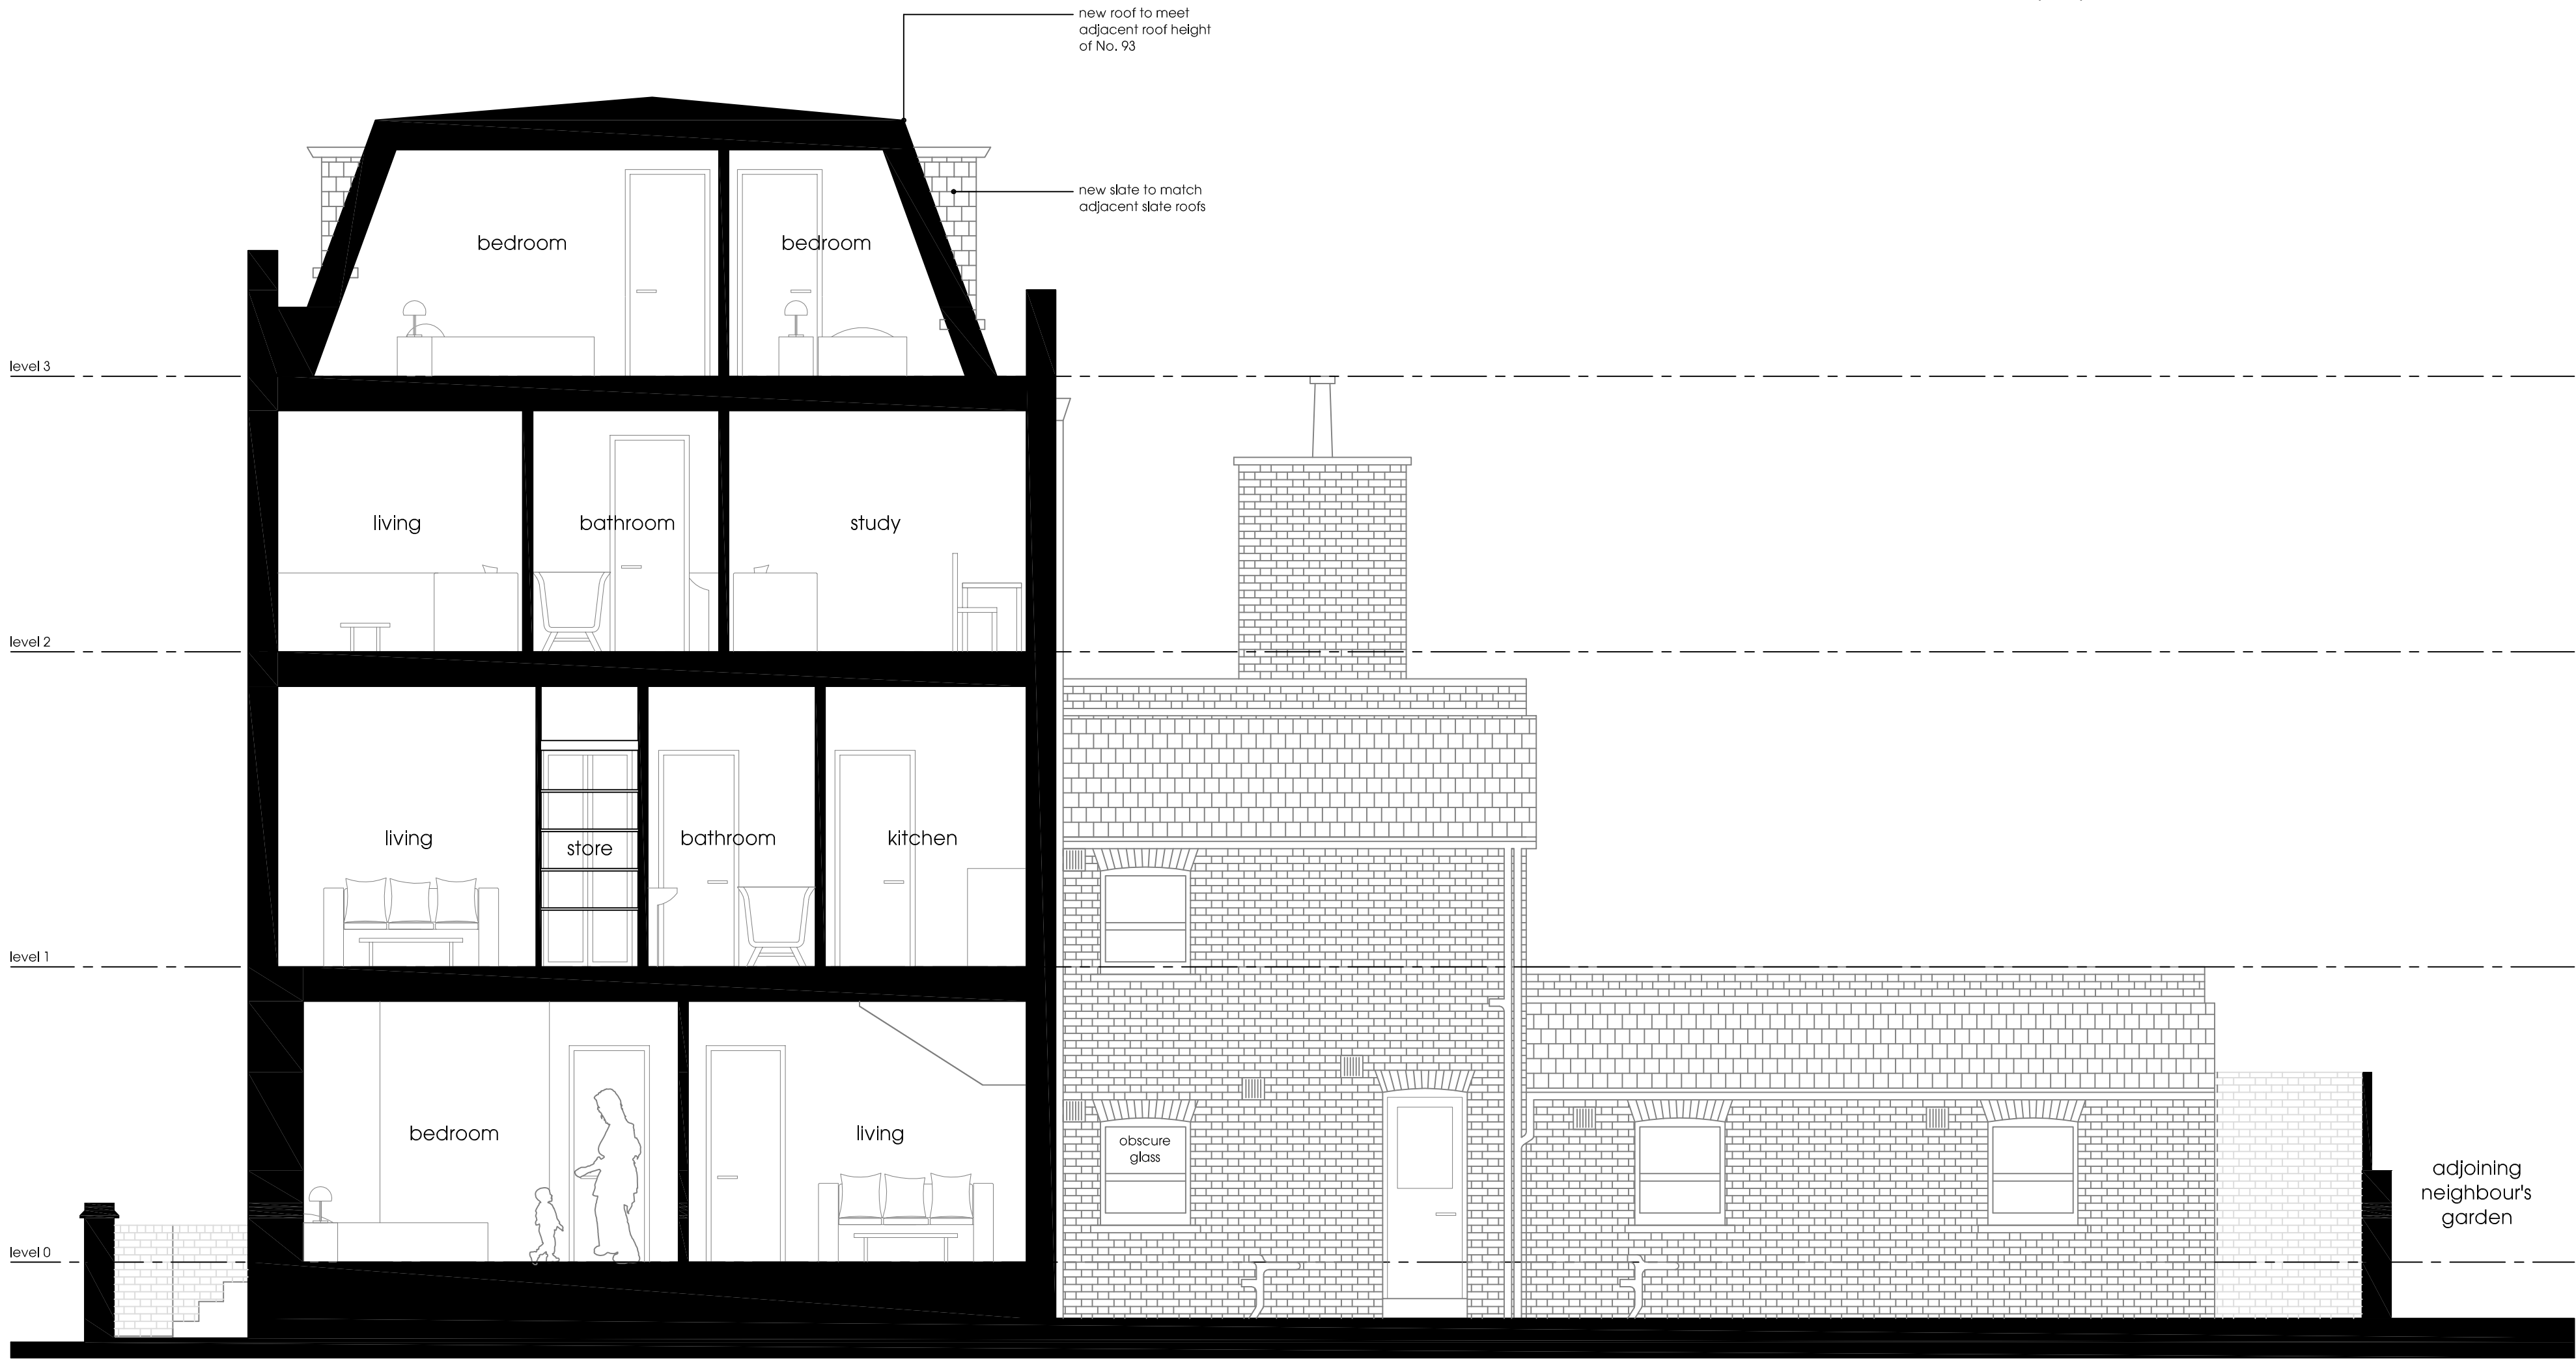 new roof to meet
adjacent roof height
of No. 93
new slate to match
adjacent slate roofs
bedroom
bedroom
level 3
living
bathroom
study
level 2
living
store
bathroom
kitchen
level 1
bedroom
living
obscure
glass
adjoining
neighbour's
garden
level 0